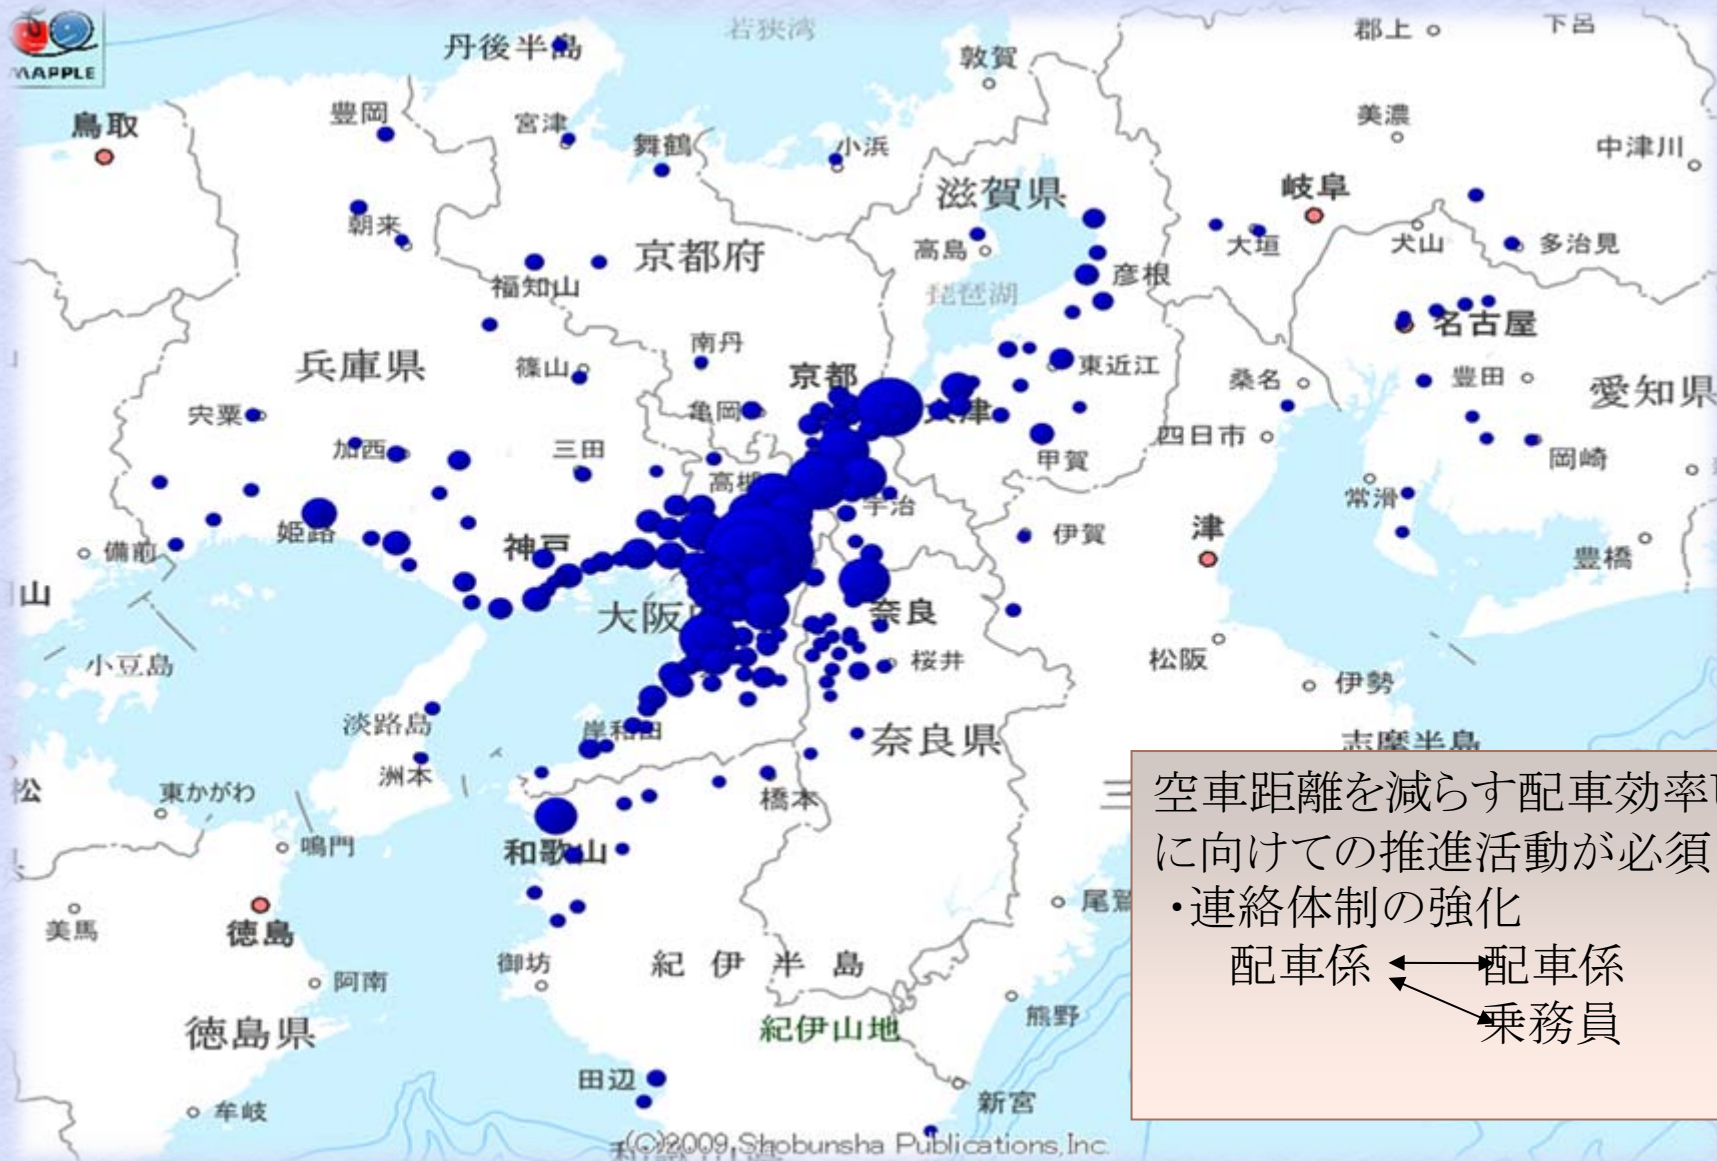 MAPPLE
若狭湾
郡上
下呂
丹後半島
敦賀
鳥取
豊岡
宮津
舞鶴
小浜
美濃
中津川
滋賀県
岐阜
朝来
京都府
高島
大垣
犬山
多治見
福知山
琵琶湖
彦根
名古屋
兵庫県
篠山
南丹
京都
東近江
桑名
豊田
愛知県
宍粟
亀岡
大津
加西
三田
高槻
甲賀
四日市
岡崎
姫路
宇治
常滑
備前
神戸
伊賀
津
豊橋
山
大阪
奈良
小豆島
桜井
松阪
伊勢
淡路島
岸和田
奈良県
志摩半島
洲本
松
東かがわ
橋本
三
鳴門
和歌山
美馬
徳島
尾鷲
御坊
紀伊半島
阿南
熊野
徳島県
紀伊山地
田辺
牟岐
新宮
(C)2009,Shobunsha Publications,Inc.
空車距離を減らす配車効率
に向けての推進活動が必須
・連絡体制の強化
配車係 配車係
乗務員